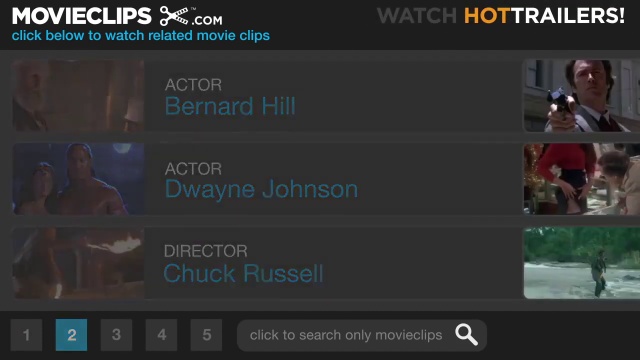 MOVIECLIPS .COM
WATCH HOTTRAILERS!
click below to watch related movie clips
ACTOR
Bernard Hill
ACTOR
Dwayne Johnson
DIRECTOR
Chuck Russell
1 2 3 4 5
click to search only movieclips